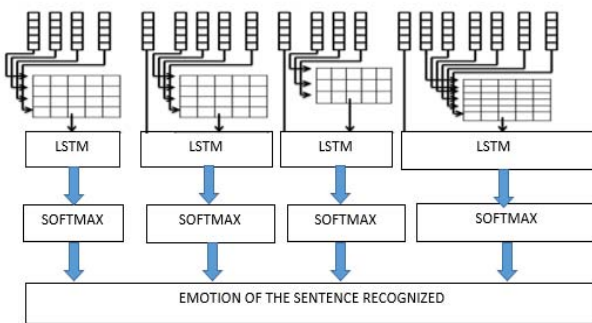 LSTM LSTM LSTM LSTM
SOFTMAX SOFTMAX SOFTMAX SOFTMAX
EMOTION OF THE SENTENCE RECOGNIZED